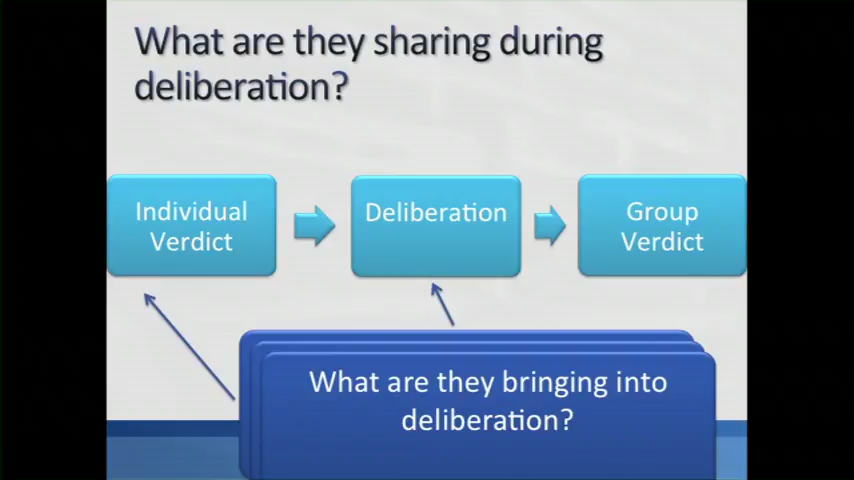 What are they sharing during
deliberation?
Individual
Verdict
Deliberation
Group
Verdict
What are they bringing into
deliberation?